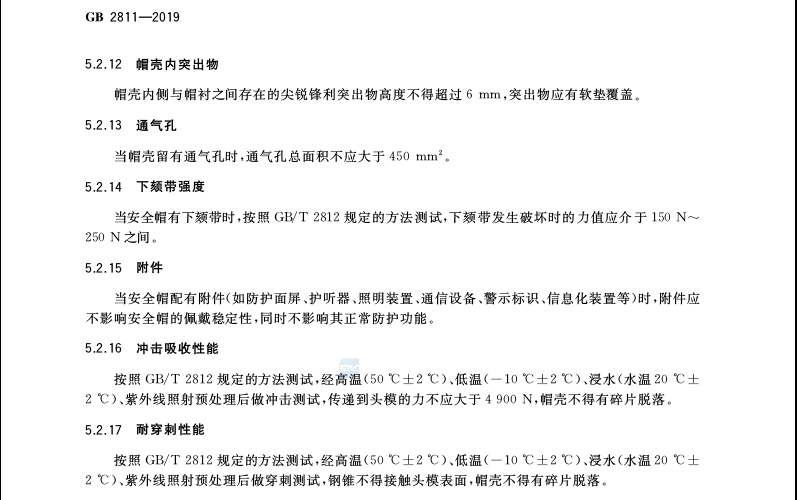 GB 2811—2019
5.2.12 帽壳内突出物
帽壳内侧与帽衬之间存在的尖锐锋利突出物高度不得超过 6 mm,突出物应有软垫覆盖。
5.2.13 通气孔
当帽壳留有通气孔时,通气孔总面积不应大于 450 mm²。
5.2.14 下颏带强度
当安全帽有下颏带时,按照 GB/T 2812 规定的方法测试,下颏带发生破坏时的力值应介于 150 N～
250 N 之间。
5.2.15 附件
当安全帽配有附件(如防护面屏、护听器、照明装置、通信设备、警示标识、信息化装置等)时,附件应
不影响安全帽的佩戴稳定性,同时不影响其正常防护功能。
5.2.16 冲击吸收性能
按照 GB/T 2812 规定的方法测试,经高温(50 ℃±2 ℃)、低温(−10 ℃±2 ℃)、浸水(水温 20 ℃±
2 ℃)、紫外线照射预处理后做冲击测试,传递到头模的力不应大于 4 900 N,帽壳不得有碎片脱落。
5.2.17 耐穿刺性能
按照 GB/T 2812 规定的方法测试,经高温(50 ℃±2 ℃)、低温(−10 ℃±2 ℃)、浸水(水温 20 ℃±
2 ℃)、紫外线照射预处理后做穿刺测试,钢锥不得接触头模表面,帽壳不得有碎片脱落。